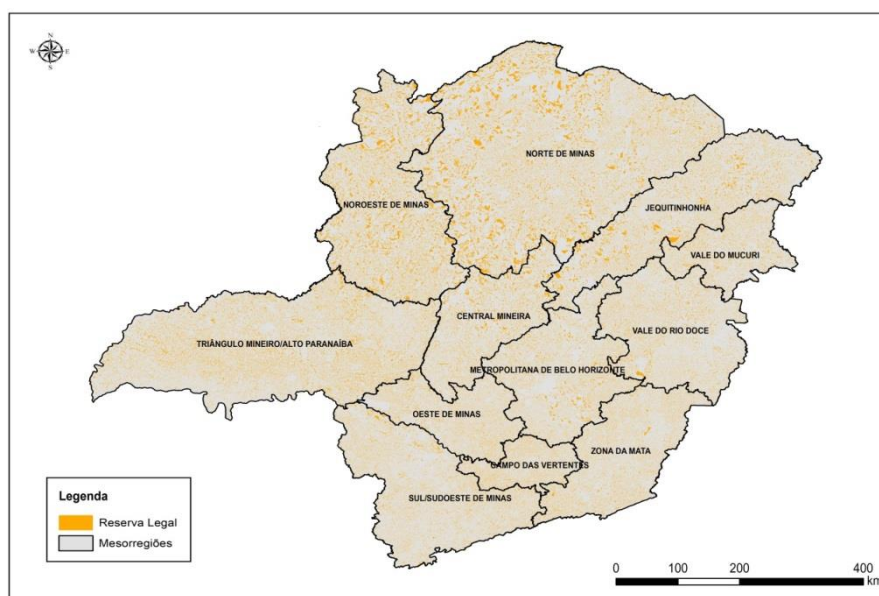 N
W E
S
NORTE DE MINAS
NOROESTE DE MINAS
JEQUITINHONHA
VALE DO MUCURI
CENTRAL MINEIRA
VALE DO RIO DOCE
TRIÂNGULO MINEIRO/ALTO PARANAÍBA
METROPOLITANA DE BELO HORIZONTE
OESTE DE MINAS
ZONA DA MATA
CAMPO DAS VERTENTES
SUL/SUDOESTE DE MINAS
Legenda
Reserva Legal
Mesorregiões
0 100 200 400
km